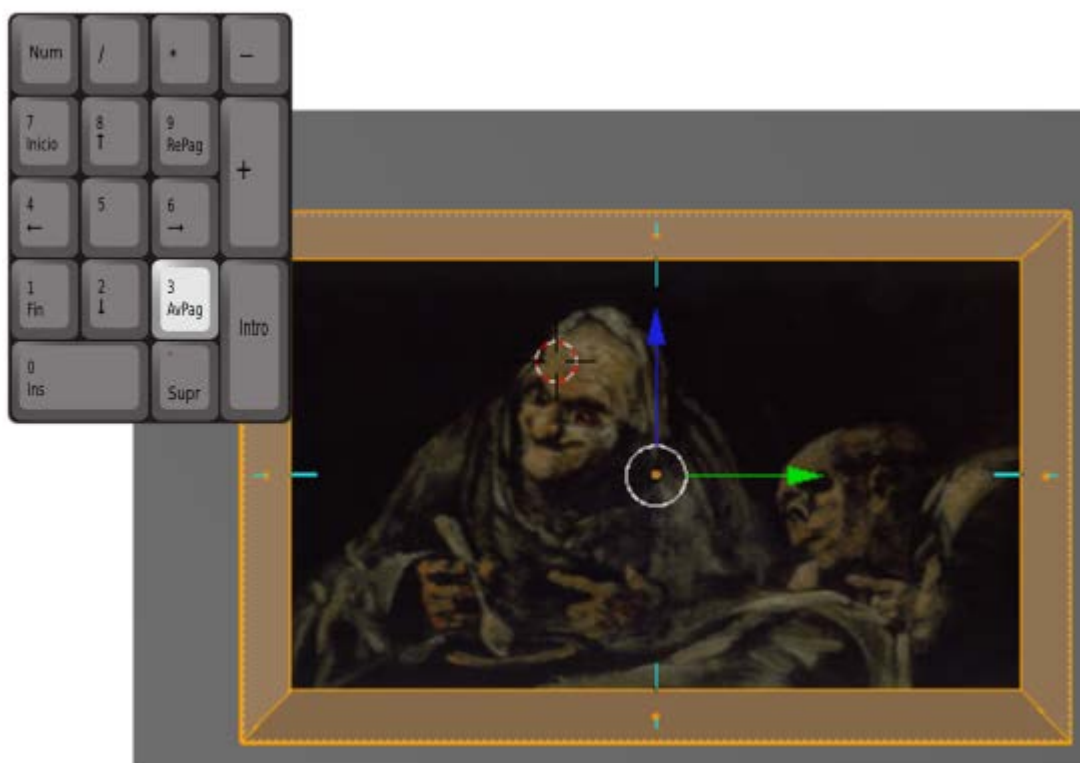 Num / * –
7 8 9 +
Inicio ↑ RePag
4 5 6
← →
1 2 3 Intro
Fin ↓ AvPag
0 .
Ins Supr